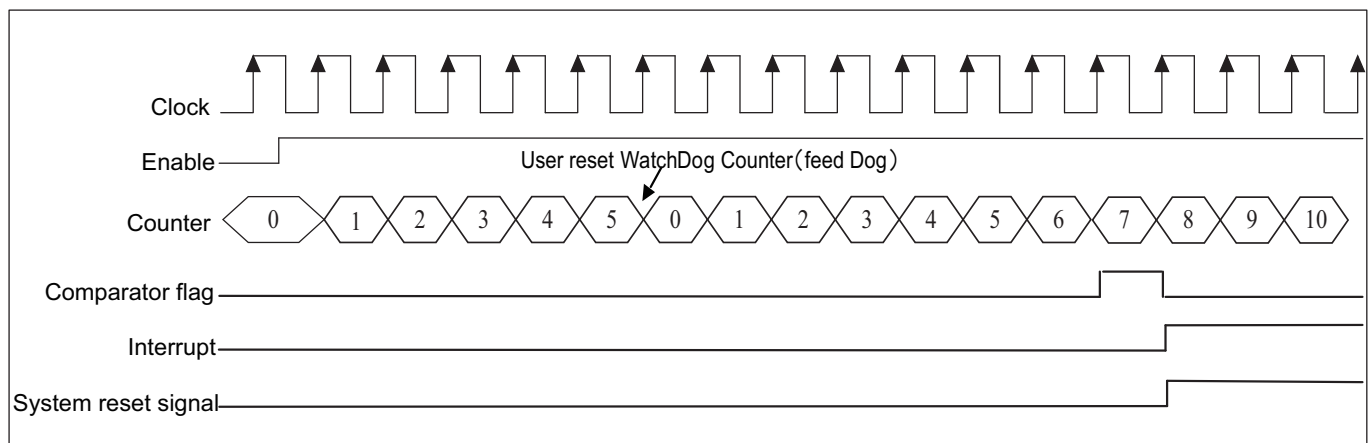 Clock
Enable
User reset WatchDog Counter(feed Dog)
Counter 0 1 2 3 4 5 0 1 2 3 4 5 6 7 8 9 10
Comparator flag
Interrupt
System reset signal